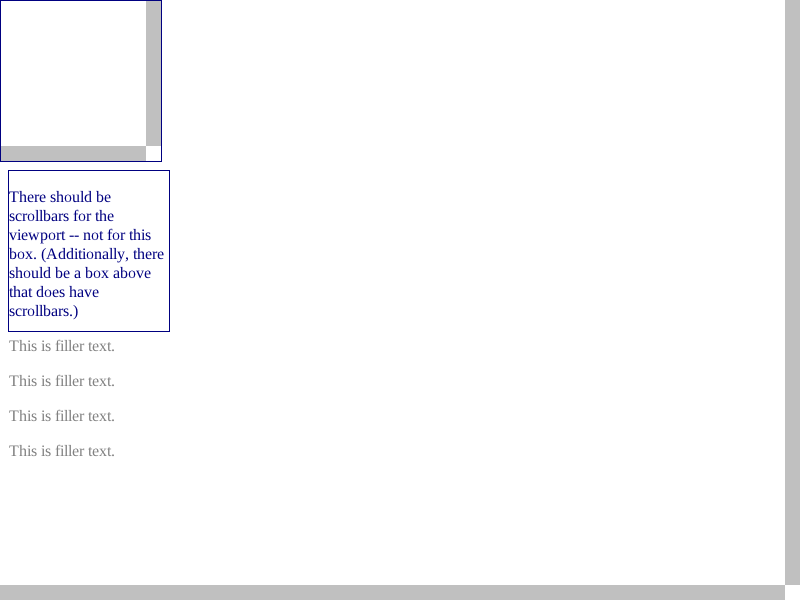 There should be
scrollbars for the
viewport -- not for this
box. (Additionally, there
should be a box above
that does have
scrollbars.)
This is filler text.
This is filler text.
This is filler text.
This is filler text.